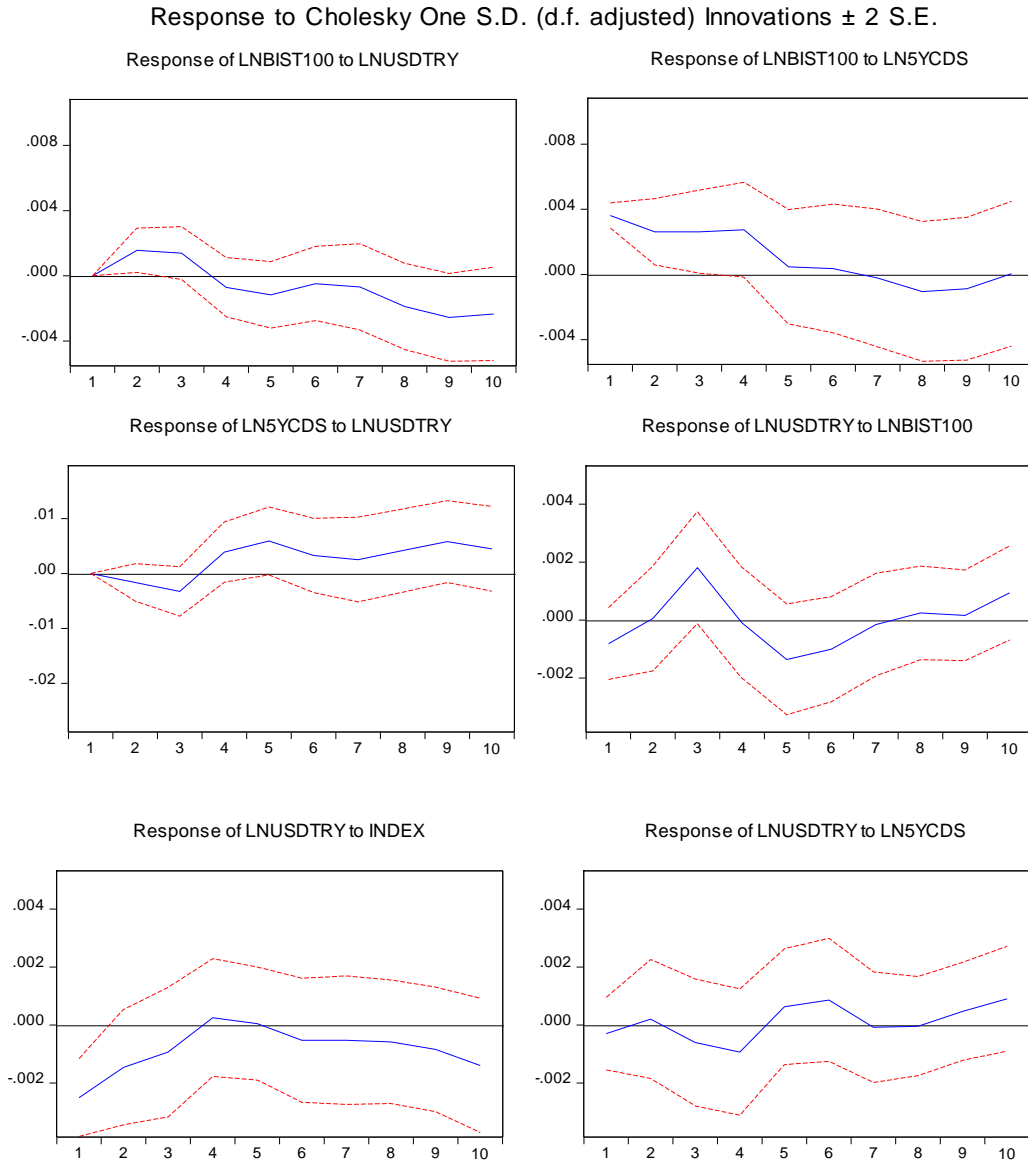 Response to Cholesky One S.D. (d.f. adjusted) Innovations ± 2 S.E.
Response of LNBIST100 to LNUSDTRY
.008
.004
.000
-.004
1 2 3 4 5 6 7 8 9 10
Response of LNBIST100 to LN5YCDS
.008
.004
.000
-.004
1 2 3 4 5 6 7 8 9 10
Response of LN5YCDS to LNUSDTRY
.01
.00
-.01
-.02
1 2 3 4 5 6 7 8 9 10
Response of LNUSDTRY to LNBIST100
.004
.002
.000
-.002
1 2 3 4 5 6 7 8 9 10
Response of LNUSDTRY to INDEX
.004
.002
.000
-.002
1 2 3 4 5 6 7 8 9 10
Response of LNUSDTRY to LN5YCDS
.004
.002
.000
-.002
1 2 3 4 5 6 7 8 9 10